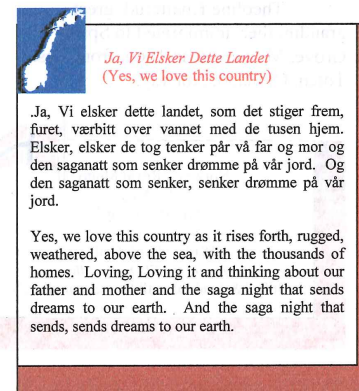 Ja, Vi Elsker Dette Landet
(Yes, we love this country)
.Ja, Vi elsker dette landet, som det stiger frem,
furet, værbitt over vannet med de tusen hjem.
Elsker, elsker de tog tenker pår vå far og mor og
den saganatt som senker drømme på vår jord. Og
den saganatt som senker, senker drømme på vår
jord.
Yes, we love this country as it rises forth, rugged,
weathered, above the sea, with the thousands of
homes. Loving, Loving it and thinking about our
father and mother and the saga night that sends
dreams to our earth. And the saga night that
sends, sends dreams to our earth.